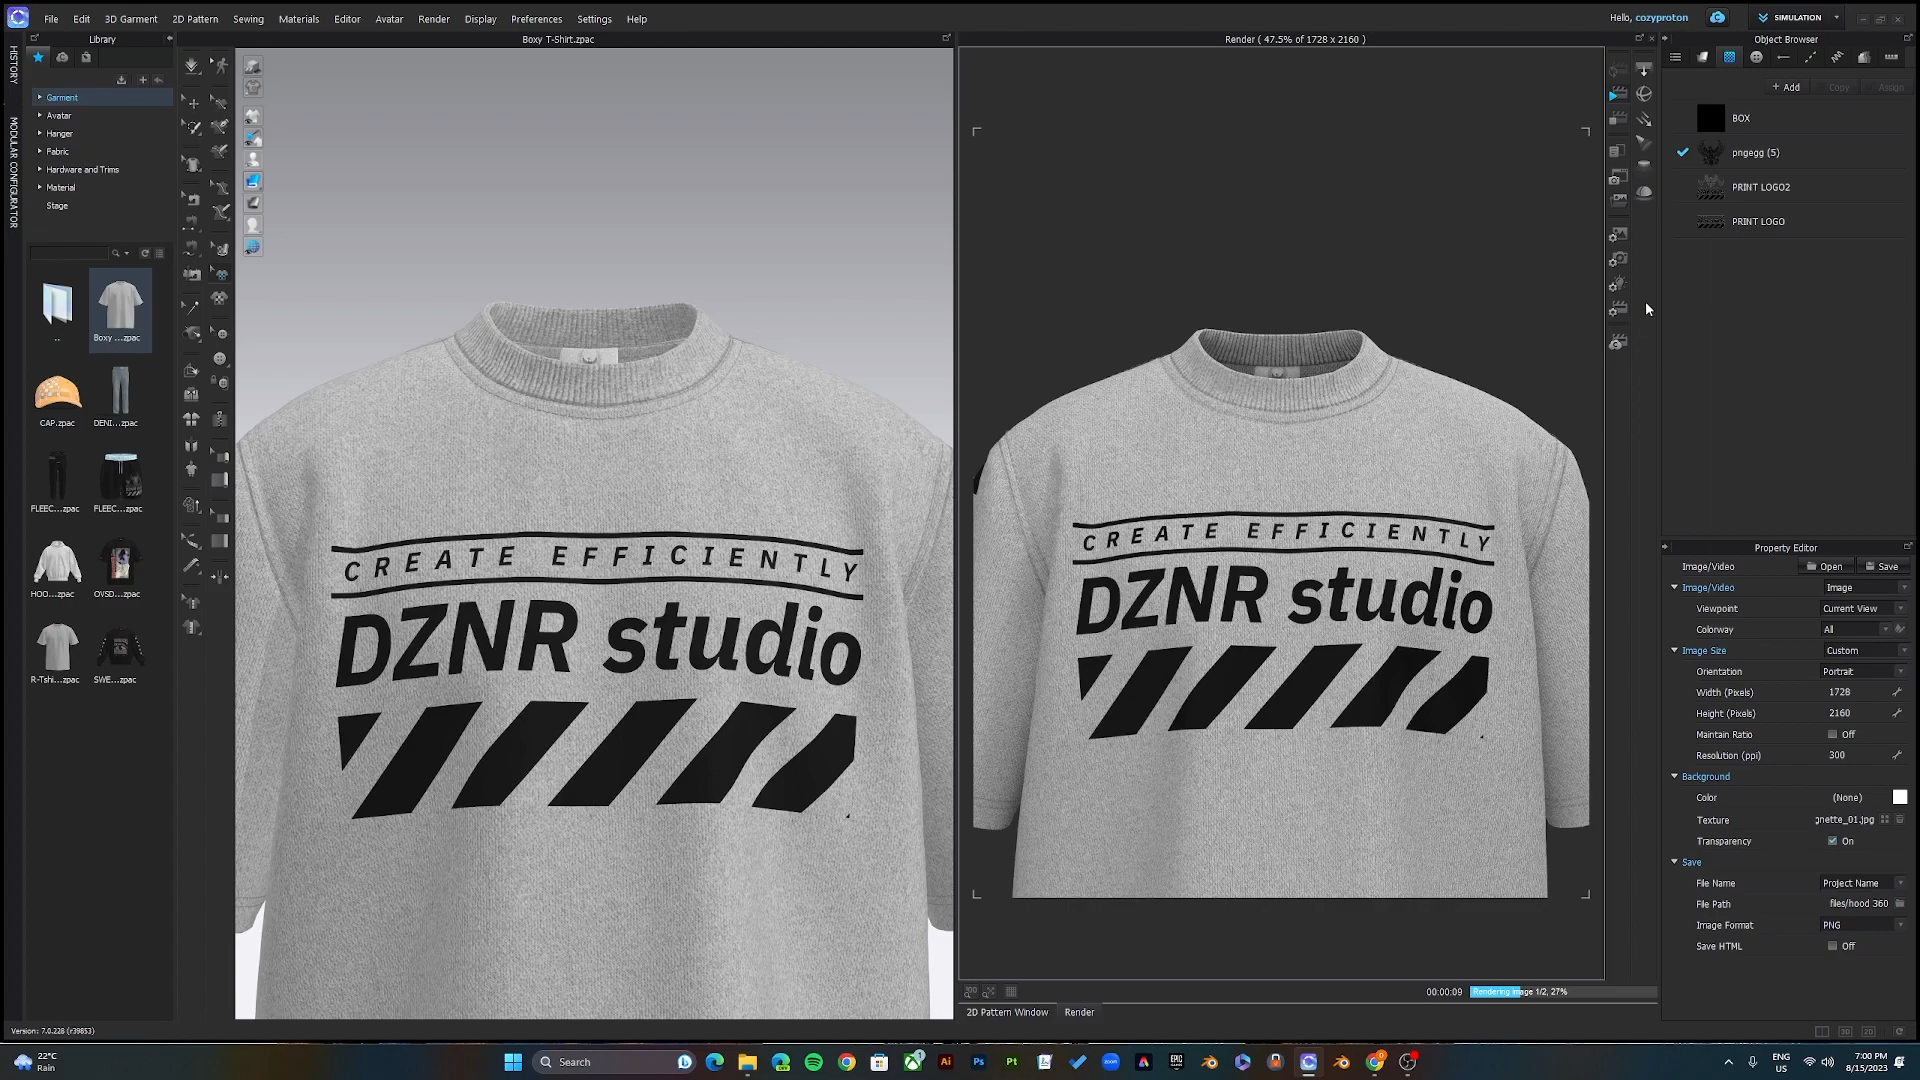 File Edit 3D Garment 2D Pattern Sewing Materials Editor Avatar Render Display Preferences Settings Help
Hello, cozyproton
SIMULATION
Library
Boxy T-Shirt.zpac
Render ( 47.5% of 1728 x 2160 )
Object Browser
HISTORY
MODULAR CONFIGURATOR
Garment
Avatar
Hanger
Fabric
Hardware and Trims
Material
Stage
+ Add Copy Assign
BOX
pngegg (5)
PRINT LOGO2
PRINT LOGO
..
Boxy ...zpac
CAP.zpac
DENI...zpac
FLEEC...zpac
FLEEC...zpac
HOO...zpac
OVSD...zpac
R-Tshi...zpac
SWE...zpac
CREATE EFFICIENTLY
DZNR studio
CREATE EFFICIENTLY
DZNR studio
Property Editor
Image/Video Open Save
Image/Video Image
Viewpoint Current View
Colorway All
Image Size Custom
Orientation Portrait
Width (Pixels) 1728
Height (Pixels) 2160
Maintain Ratio Off
Resolution (ppi) 300
Background
Color (None)
Texture gnette_01.jpg
Transparency On
Save
File Name Project Name
File Path files/hood 360
Image Format PNG
Save HTML Off
00:00:09 Rendering image 1/2, 27%
2D Pattern Window Render
Version: 7.0.228 (r39853)
3D 2D
22°C
Rain
Search
ENG
US
7:00 PM
8/15/2023